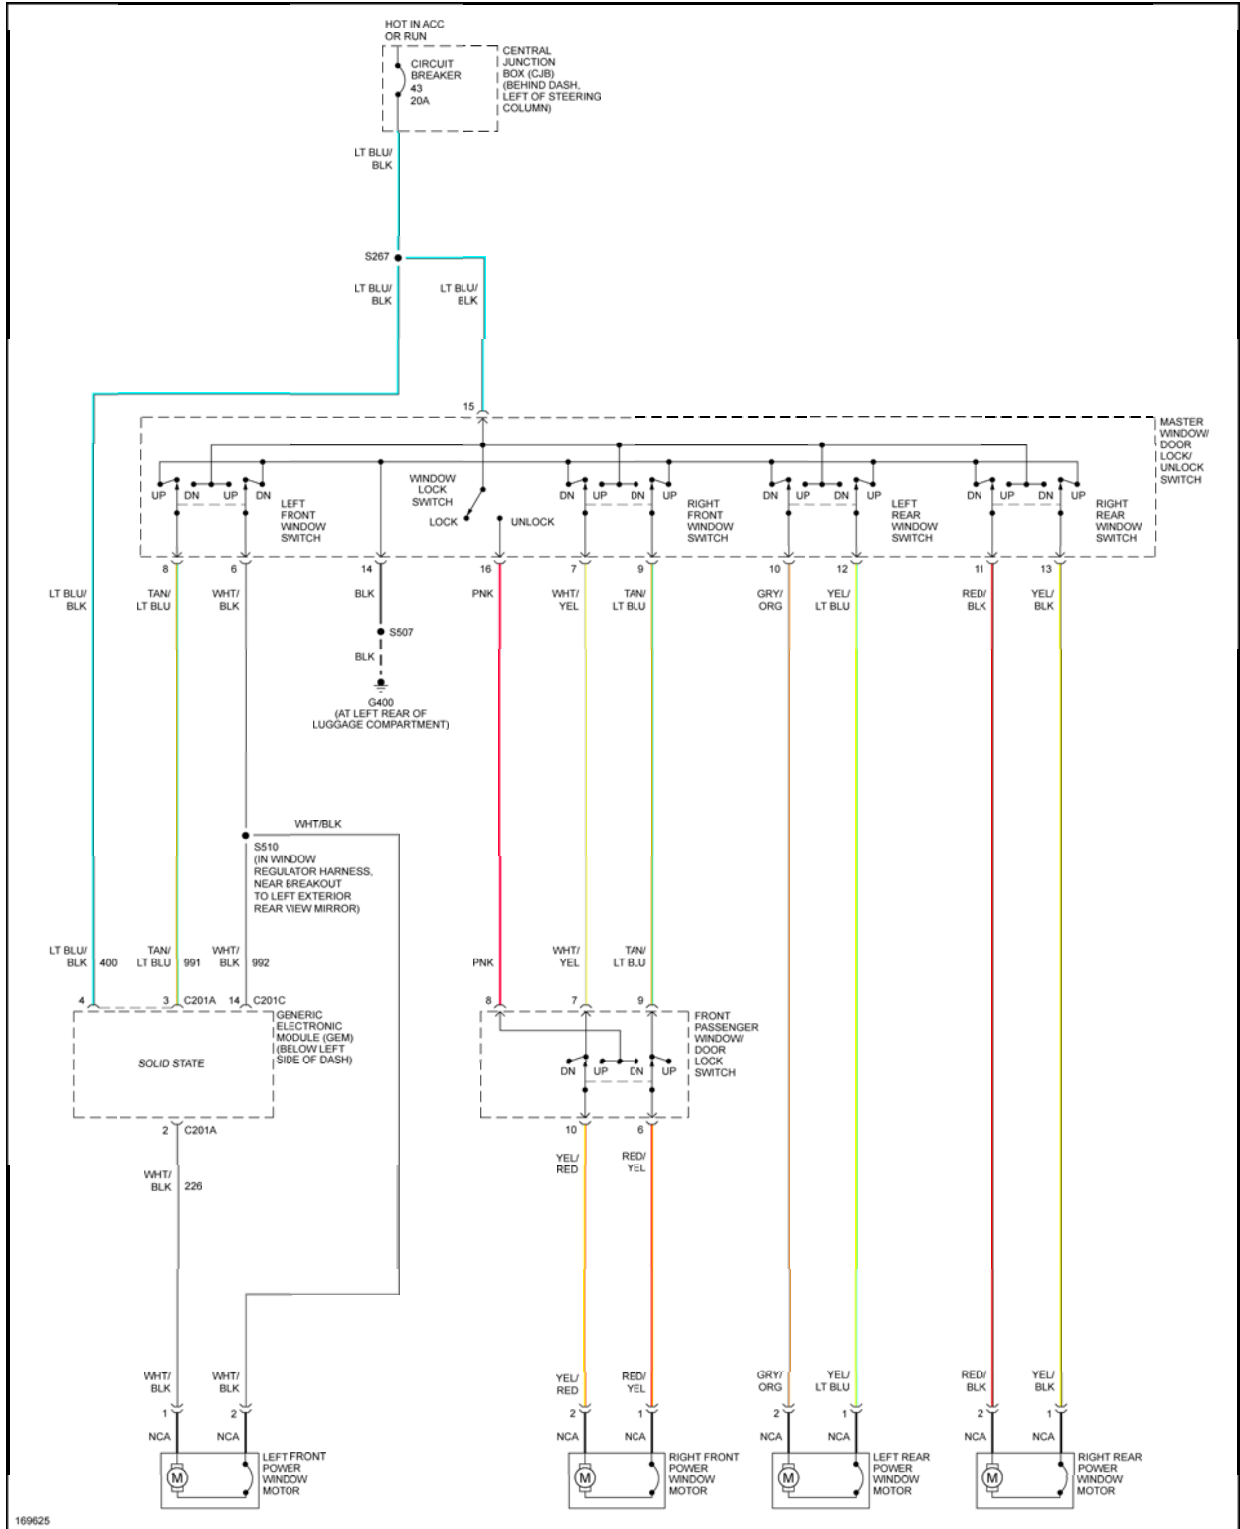 HOT IN ACC
OR RUN
CIRCUIT
BREAKER
43
20A
CENTRAL
JUNCTION
BOX (CJB)
(BEHIND DASH,
LEFT OF STEERING
COLUMN)
LT BLU/
BLK
S267
LT BLU/
BLK
LT BLU/
BLK
15
MASTER
WINDOW/
DOOR
LOCK/
UNLOCK
SWITCH
UP
DN
UP
DN
LEFT
FRONT
WINDOW
SWITCH
WINDOW
LOCK
SWITCH
LOCK
UNLOCK
DN
UP
DN
UP
RIGHT
FRONT
WINDOW
SWITCH
DN
UP
DN
UP
LEFT
REAR
WINDOW
SWITCH
DN
UP
DN
UP
RIGHT
REAR
WINDOW
SWITCH
8
6
14
16
7
9
10
12
11
13
LT BLU/
BLK
TAN/
LT BLU
WHT/
BLK
BLK
PNK
WHT/
YEL
TAN/
LT BLU
GRY/
ORG
YEL/
LT BLU
RED/
BLK
YEL/
BLK
S507
BLK
G400
(AT LEFT REAR OF
LUGGAGE COMPARTMENT)
WHT/BLK
S510
(IN WINDOW
REGULATOR HARNESS,
NEAR BREAKOUT
TO LEFT EXTERIOR
REAR VIEW MIRROR)
LT BLU/
BLK
400
TAN/
LT BLU
991
WHT/
BLK
992
PNK
WHT/
YEL
TAN/
LT BLU
4
3
C201A
14
C201C
8
7
9
GENERIC
ELECTRONIC
MODULE (GEM)
(BELOW LEFT
SIDE OF DASH)
SOLID STATE
FRONT
PASSENGER
WINDOW/
DOOR
LOCK
SWITCH
DN
UP
DN
UP
2
C201A
10
6
WHT/
BLK
226
YEL/
RED
RED/
YEL
WHT/
BLK
WHT/
BLK
YEL/
RED
RED/
YEL
GRY/
ORG
YEL/
LT BLU
RED/
BLK
YEL/
BLK
1
2
2
1
2
1
2
1
NCA
NCA
NCA
NCA
NCA
NCA
NCA
NCA
M
LEFT FRONT
POWER
WINDOW
MOTOR
M
RIGHT FRONT
POWER
WINDOW
MOTOR
M
LEFT REAR
POWER
WINDOW
MOTOR
M
RIGHT REAR
POWER
WINDOW
MOTOR
169625